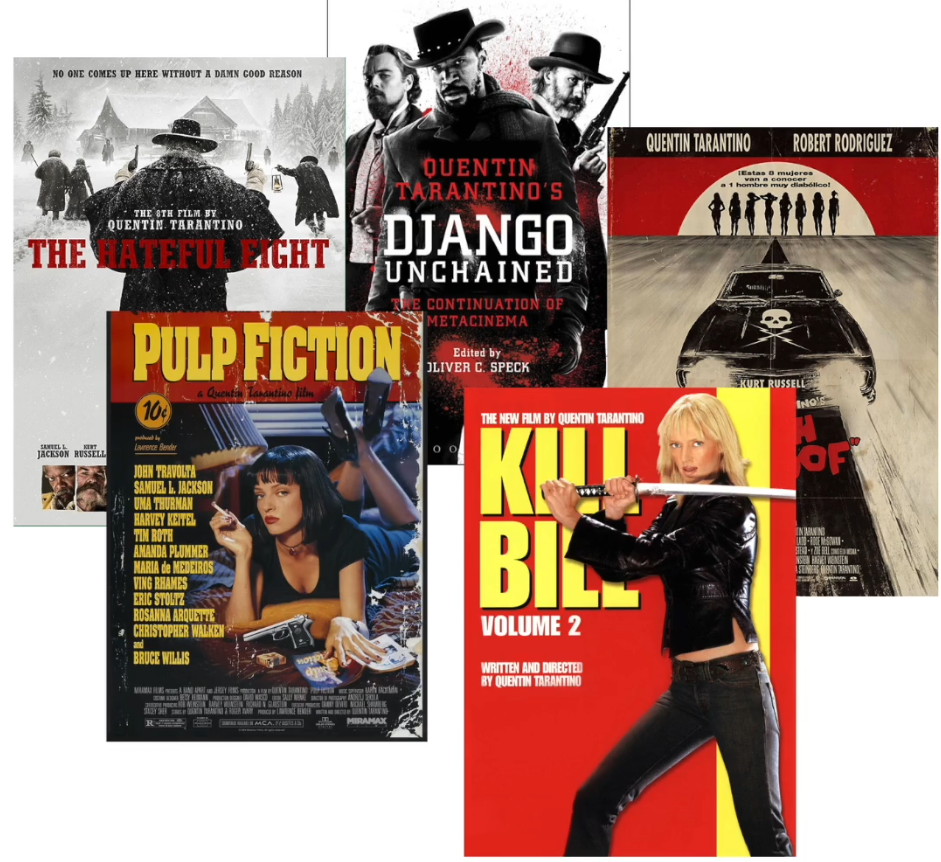 NO ONE COMES UP HERE WITHOUT A DAMN GOOD REASON
THE 8TH FILM BY
QUENTIN TARANTINO
THE HATEFUL EIGHT
SAMUEL L. JACKSON
KURT RUSSELL
QUENTIN
TARANTINO'S
DJANGO
UNCHAINED
THE CONTINUATION OF
METACINEMA
Edited by
OLIVER C. SPECK
QUENTIN TARANTINO
ROBERT RODRIGUEZ
¡Estas 8 mujeres
van a conocer
a 1 hombre muy diabólico!
KURT RUSSELL
PULP FICTION
a Quentin Tarantino film
10¢
produced by
Lawrence Bender
JOHN TRAVOLTA
SAMUEL L. JACKSON
UMA THURMAN
HARVEY KEITEL
TIM ROTH
AMANDA PLUMMER
MARIA de MEDEIROS
VING RHAMES
ERIC STOLTZ
ROSANNA ARQUETTE
CHRISTOPHER WALKEN
and
BRUCE WILLIS
R
MCA
MIRAMAX
THE NEW FILM BY QUENTIN TARANTINO
KILL
BILL
VOLUME 2
WRITTEN AND DIRECTED
BY QUENTIN TARANTINO